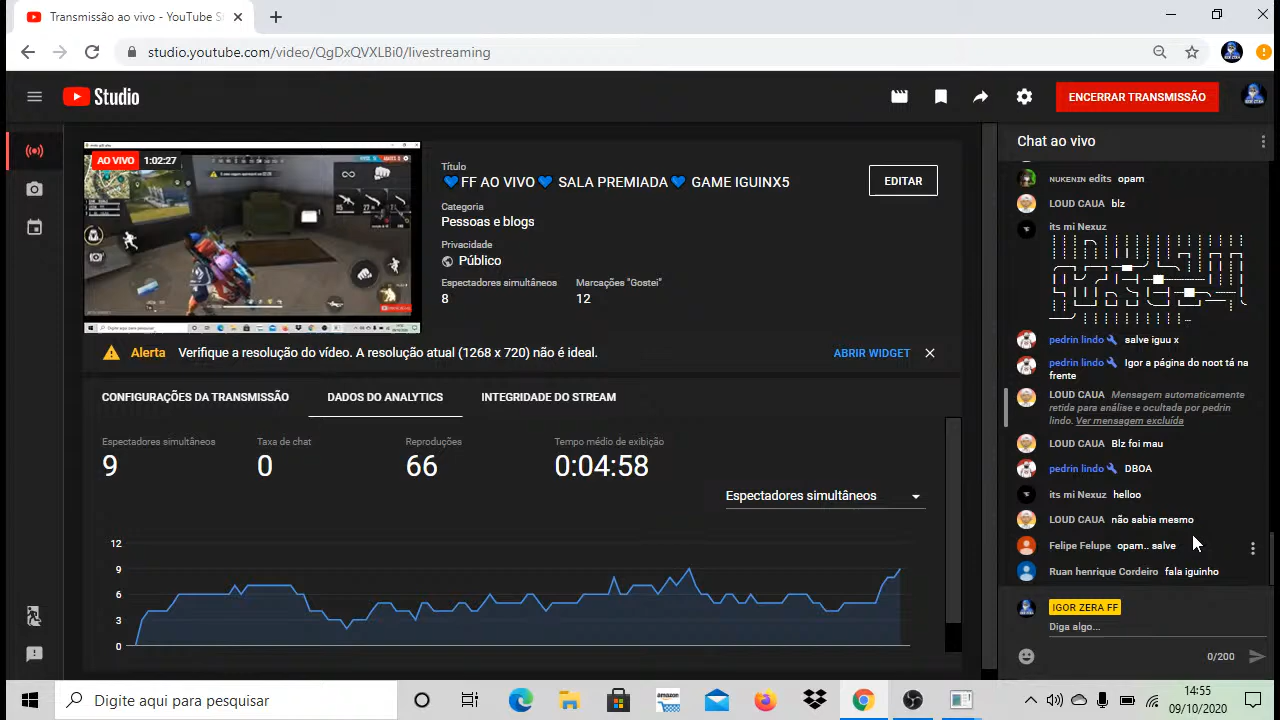 Transmissão ao vivo - YouTube S
studio.youtube.com/video/QgDxQVXLBi0/livestreaming
Studio
ENCERRAR TRANSMISSÃO
AO VIVO 1:02:27
Título
💙FF AO VIVO💙 SALA PREMIADA💙 GAME IGUINX5
EDITAR
Categoria
Pessoas e blogs
Privacidade
Público
Espectadores simultâneos
8
Marcações "Gostei"
12
Alerta Verifique a resolução do vídeo. A resolução atual (1268 x 720) não é ideal.
ABRIR WIDGET
CONFIGURAÇÕES DA TRANSMISSÃO
DADOS DO ANALYTICS
INTEGRIDADE DO STREAM
Espectadores simultâneos
9
Taxa de chat
0
Reproduções
66
Tempo médio de exibição
0:04:58
Espectadores simultâneos
12
9
6
3
0
Chat ao vivo
NUKENIN edits opam
LOUD CAUA blz
its mi Nexuz
pedrin lindo salve iguu x
pedrin lindo Igor a página do noot tá na
frente
LOUD CAUA Mensagem automaticamente
retida para análise e ocultada por pedrin
lindo. Ver mensagem excluída
LOUD CAUA Blz foi mau
pedrin lindo DBOA
its mi Nexuz helloo
LOUD CAUA não sabia mesmo
Felipe Felupe opam.. salve
Ruan henrique Cordeiro fala iguinho
IGOR ZERA FF
Diga algo...
0/200
Digite aqui para pesquisar
14:55
09/10/2020